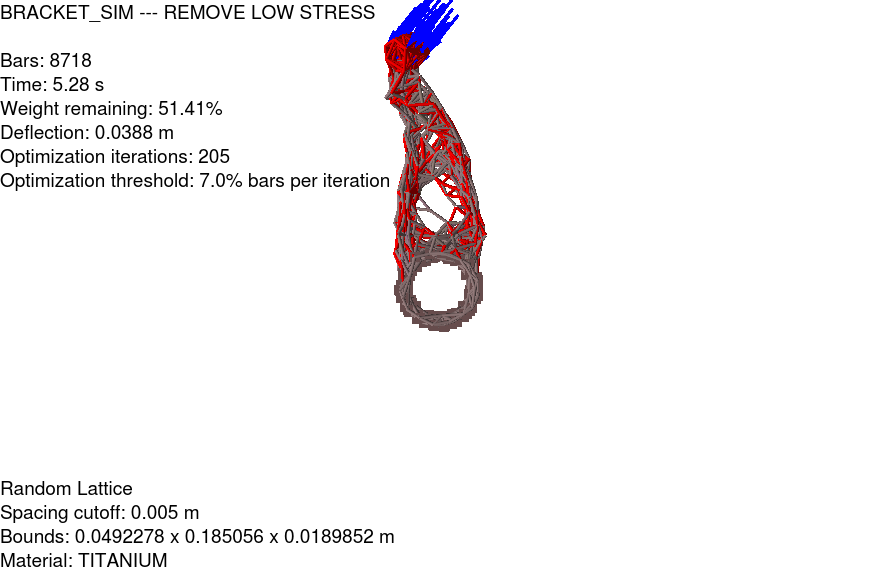 BRACKET_SIM --- REMOVE LOW STRESS
Bars: 8718
Time: 5.28 s
Weight remaining: 51.41%
Deflection: 0.0388 m
Optimization iterations: 205
Optimization threshold: 7.0% bars per iteration
Random Lattice
Spacing cutoff: 0.005 m
Bounds: 0.0492278 x 0.185056 x 0.0189852 m
Material: TITANIUM